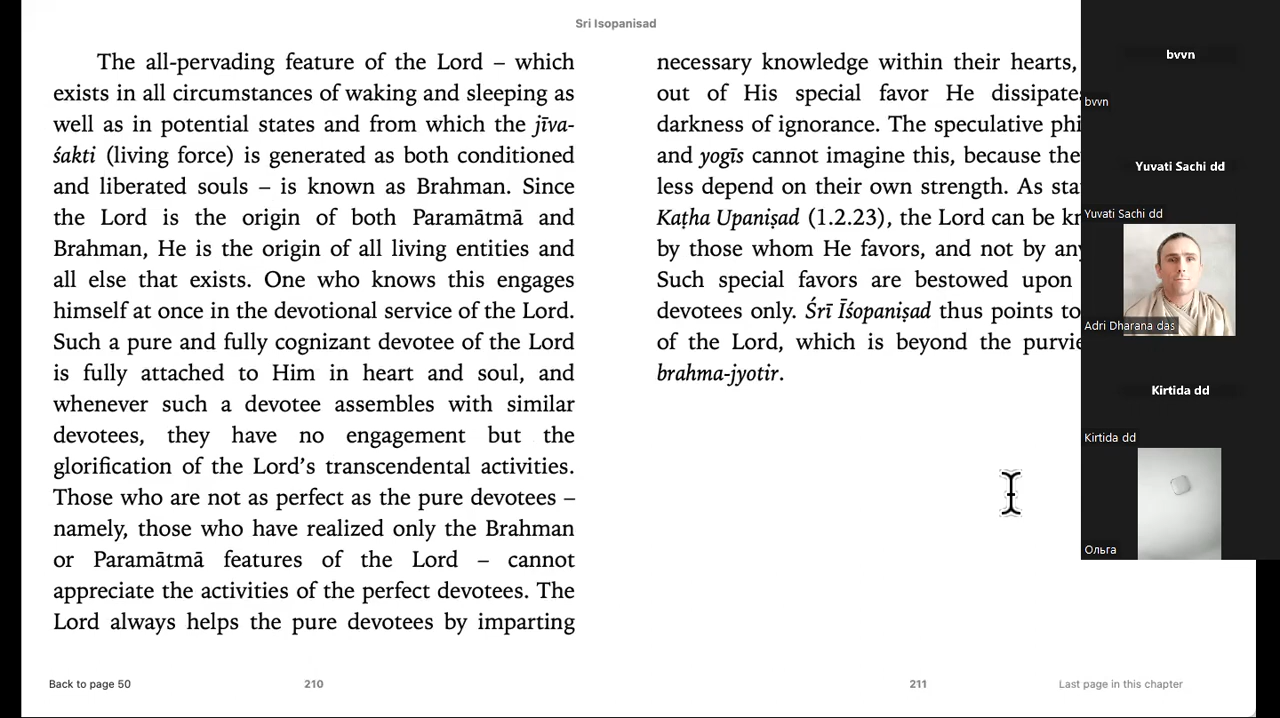 Sri Isopanisad
The all-pervading feature of the Lord – which
exists in all circumstances of waking and sleeping as
well as in potential states and from which the jīva-
śakti (living force) is generated as both conditioned
and liberated souls – is known as Brahman. Since
the Lord is the origin of both Paramātmā and
Brahman, He is the origin of all living entities and
all else that exists. One who knows this engages
himself at once in the devotional service of the Lord.
Such a pure and fully cognizant devotee of the Lord
is fully attached to Him in heart and soul, and
whenever such a devotee assembles with similar
devotees, they have no engagement but the
glorification of the Lord’s transcendental activities.
Those who are not as perfect as the pure devotees –
namely, those who have realized only the Brahman
or Paramātmā features of the Lord – cannot
appreciate the activities of the perfect devotees. The
Lord always helps the pure devotees by imparting
necessary knowledge within their hearts,
out of His special favor He
darkness of ignorance. The speculative
and yogīs cannot imagine this, because
less depend on their own strength. As
Kaṭha Upaniṣad (1.2.23), the Lord can be
by those whom He favors, and not by
Such special favors are bestowed upon
devotees only. Śrī Īśopaniṣad thus points to
of the Lord, which is beyond the
brahma-jyotir.
Back to page 50
210
211
Last page in this chapter
bvvn
bvvn
Yuvati Sachi dd
Yuvati Sachi dd
Adri Dharana das
Kirtida dd
Kirtida dd
Ольга